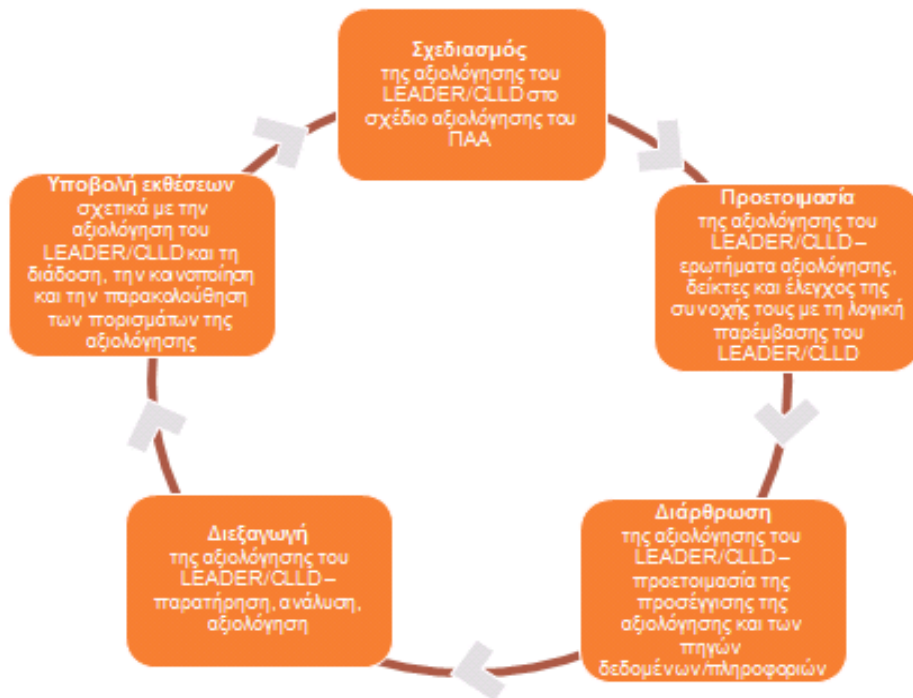 Σχεδιασμός
της αξιολόγησης του
LEADER/CLLD στο
σχέδιο αξιολόγησης του
ΠΑΑ
Προετοιμασία
της αξιολόγησης του
LEADER/CLLD –
ερωτήματα αξιολόγησης,
δείκτες και έλεγχος της
συνοχής τους με τη λογική
παρέμβασης του
LEADER/CLLD
Διάρθρωση
της αξιολόγησης του
LEADER/CLLD –
προετοιμασία της
προσέγγισης της
αξιολόγησης και των
πηγών
δεδομένων/πληροφοριών
Διεξαγωγή
της αξιολόγησης του
LEADER/CLLD –
παρατήρηση, ανάλυση,
αξιολόγηση
Υποβολή εκθέσεων
σχετικά με την
αξιολόγηση του
LEADER/CLLD και τη
διάδοση, την κοινοποίηση
και την παρακολούθηση
των πορισμάτων της
αξιολόγησης